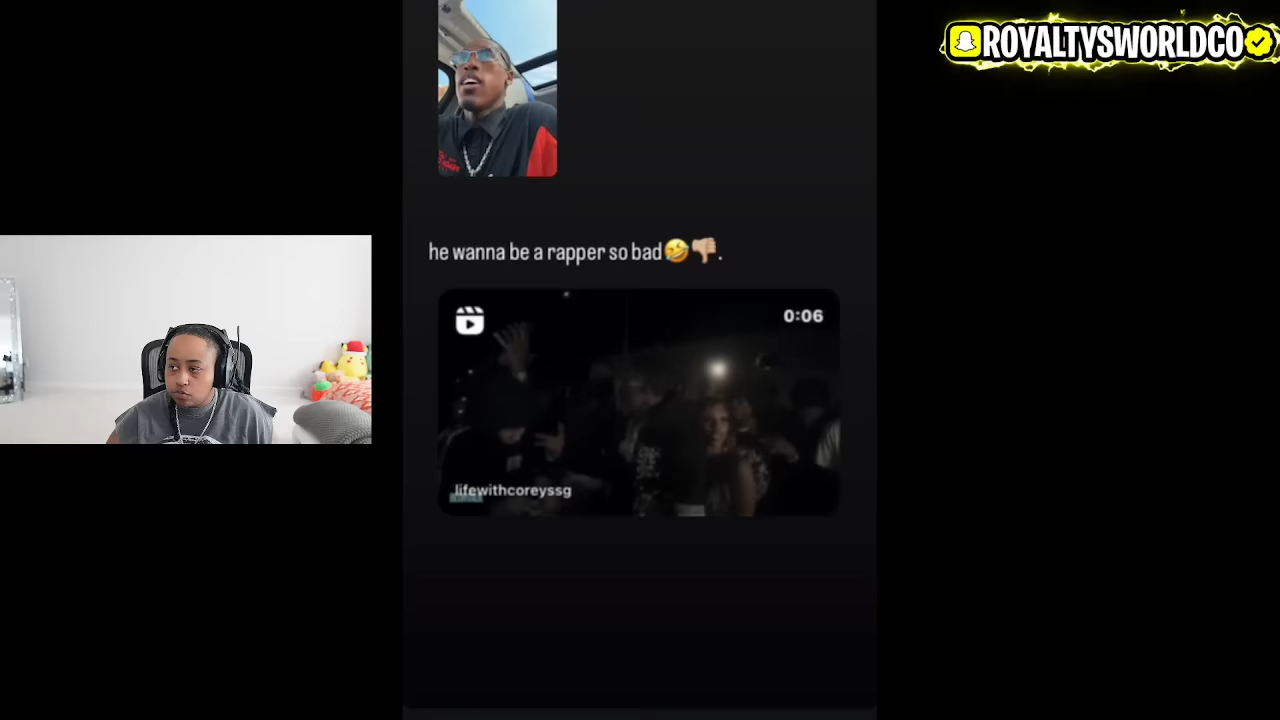 ROYALTYSWORLDCO
he wanna be a rapper so bad🤣👎🏼.
0:06
lifewithcoreyssg